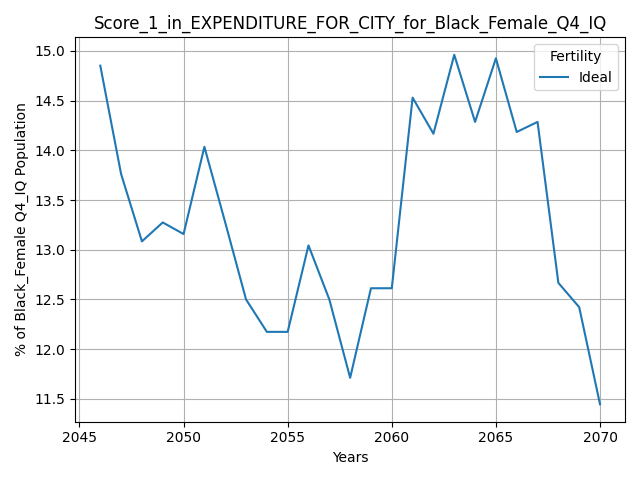 Score_1_in_EXPENDITURE_FOR_CITY_for_Black_Female_Q4_IQ
Fertility
Ideal
% of Black_Female Q4_IQ Population
15.0
14.5
14.0
13.5
13.0
12.5
12.0
11.5
2045 2050 2055 2060 2065 2070
Years